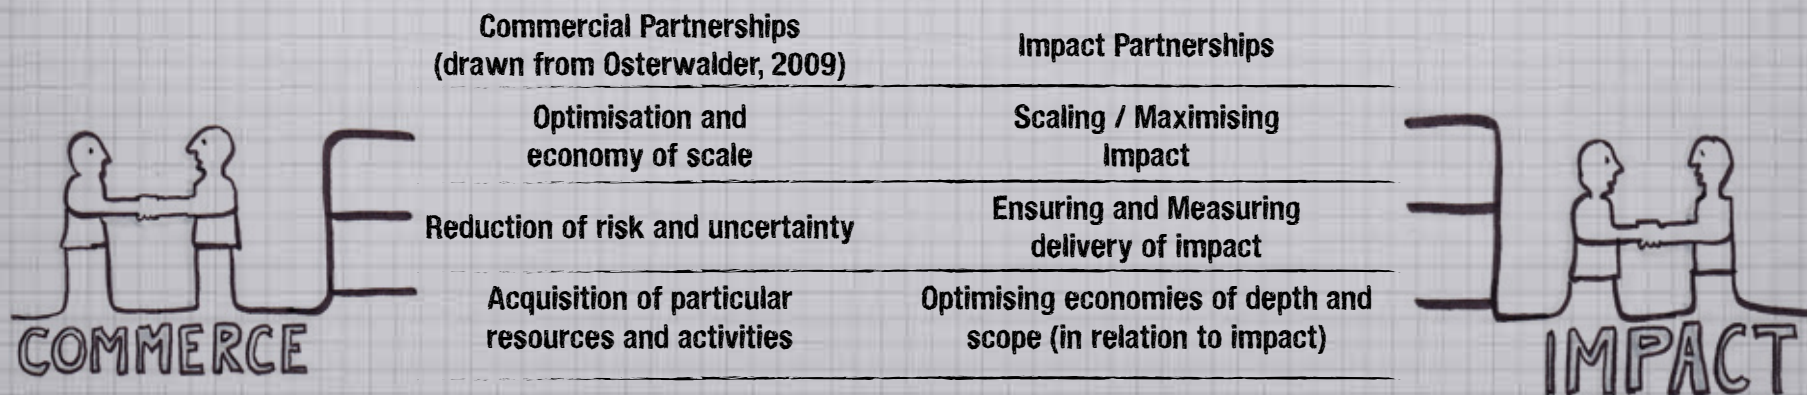 Commercial Partnerships
(drawn from Osterwalder, 2009)
Impact Partnerships
Optimisation and
economy of scale
Scaling / Maximising
Impact
Reduction of risk and uncertainty
Ensuring and Measuring
delivery of impact
Acquisition of particular
resources and activities
Optimising economies of depth and
scope (in relation to impact)
COMMERCE
IMPACT